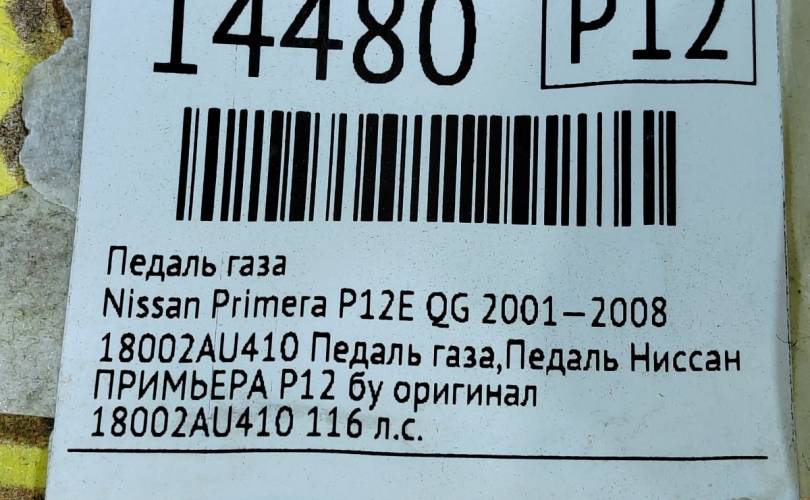 14480 P12
Педаль газа
Nissan Primera P12E QG 2001-2008
18002AU410 Педаль газа,Педаль Ниссан
ПРИМЬЕРА Р12 бу оригинал
18002AU410 116 л.с.